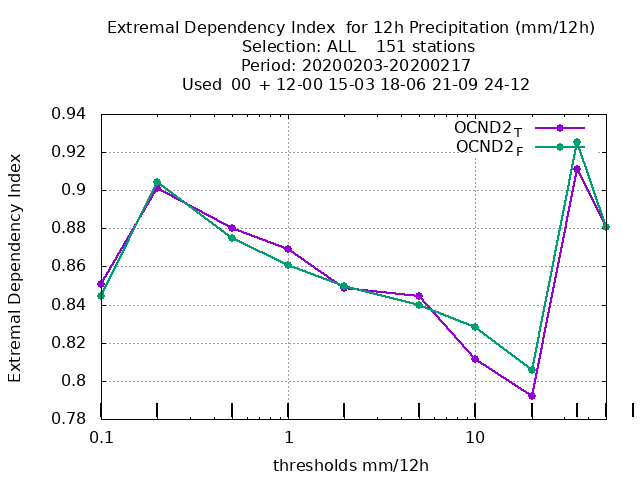 Extremal Dependency Index  for 12h Precipitation (mm/12h)
Selection: ALL    151 stations
Period: 20200203-20200217
Used  00 + 12-00 15-03 18-06 21-09 24-12
OCND2T
OCND2F
0.94
0.92
0.9
0.88
0.86
0.84
0.82
0.8
0.78
Extremal Dependency Index
0.1
1
10
thresholds mm/12h